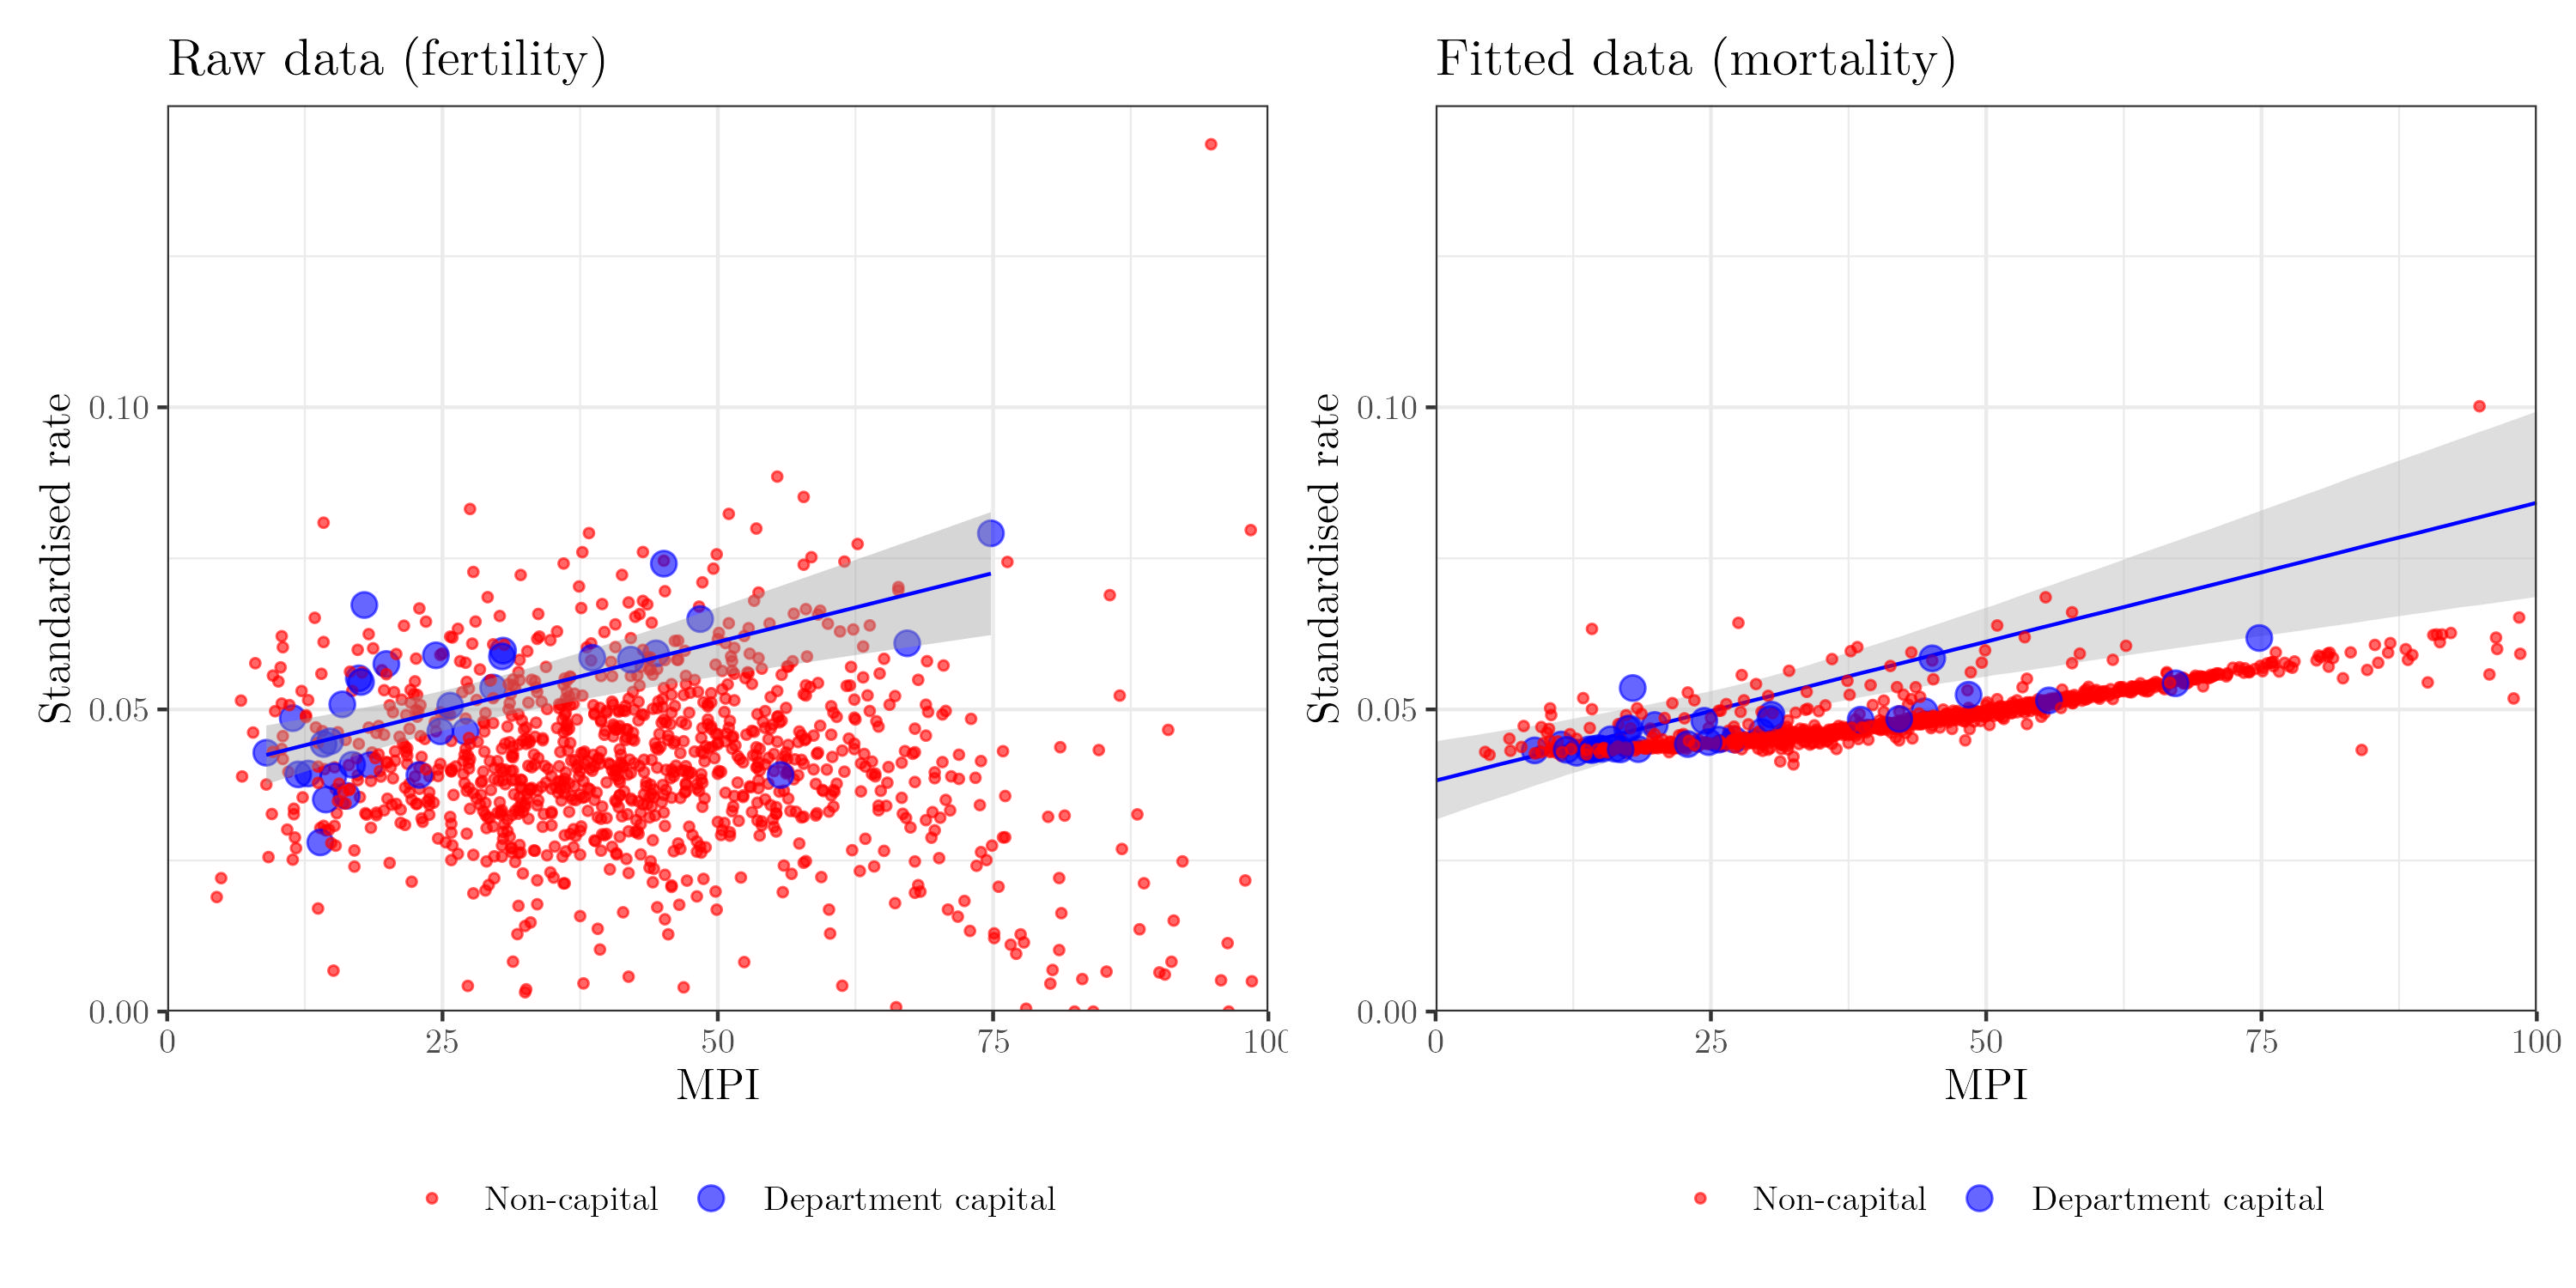 Raw data (fertility)
Standardised rate
0.10
0.05
0.00
0
25
50
75
100
MPI
Non-capital
Department capital
Fitted data (mortality)
Standardised rate
0.10
0.05
0.00
0
25
50
75
100
MPI
Non-capital
Department capital